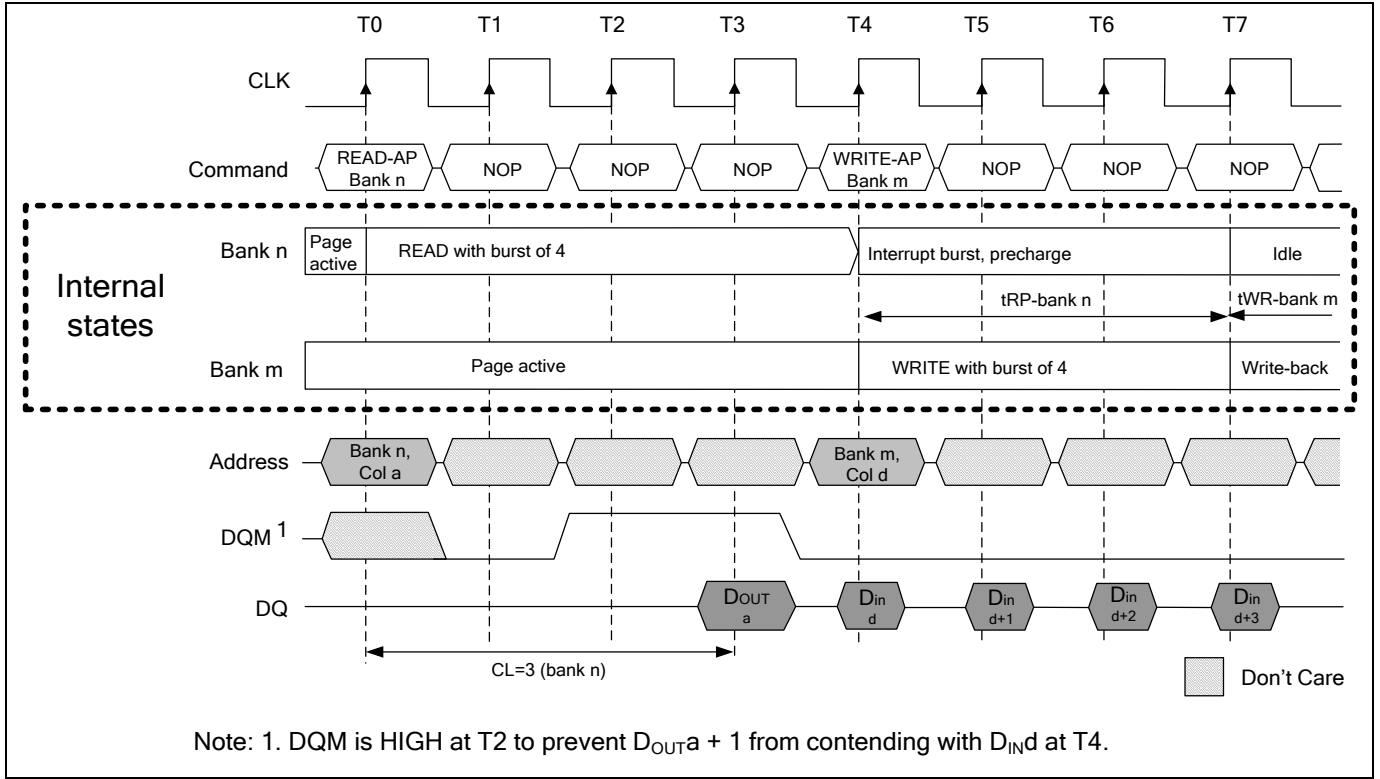 T0 T1 T2 T3 T4 T5 T6 T7
CLK
Command
READ-AP
Bank n
NOP
NOP
NOP
WRITE-AP
Bank m
NOP
NOP
NOP
Internal
states
Bank n
Page
active
READ with burst of 4
Interrupt burst, precharge
Idle
tRP-bank n
tWR-bank m
Bank m
Page active
WRITE with burst of 4
Write-back
Address
Bank n,
Col a
Bank m,
Col d
DQM 1
DQ
DOUT
a
Din
d
Din
d+1
Din
d+2
Din
d+3
CL=3 (bank n)
Don't Care
Note: 1. DQM is HIGH at T2 to prevent DOUTa + 1 from contending with DINd at T4.